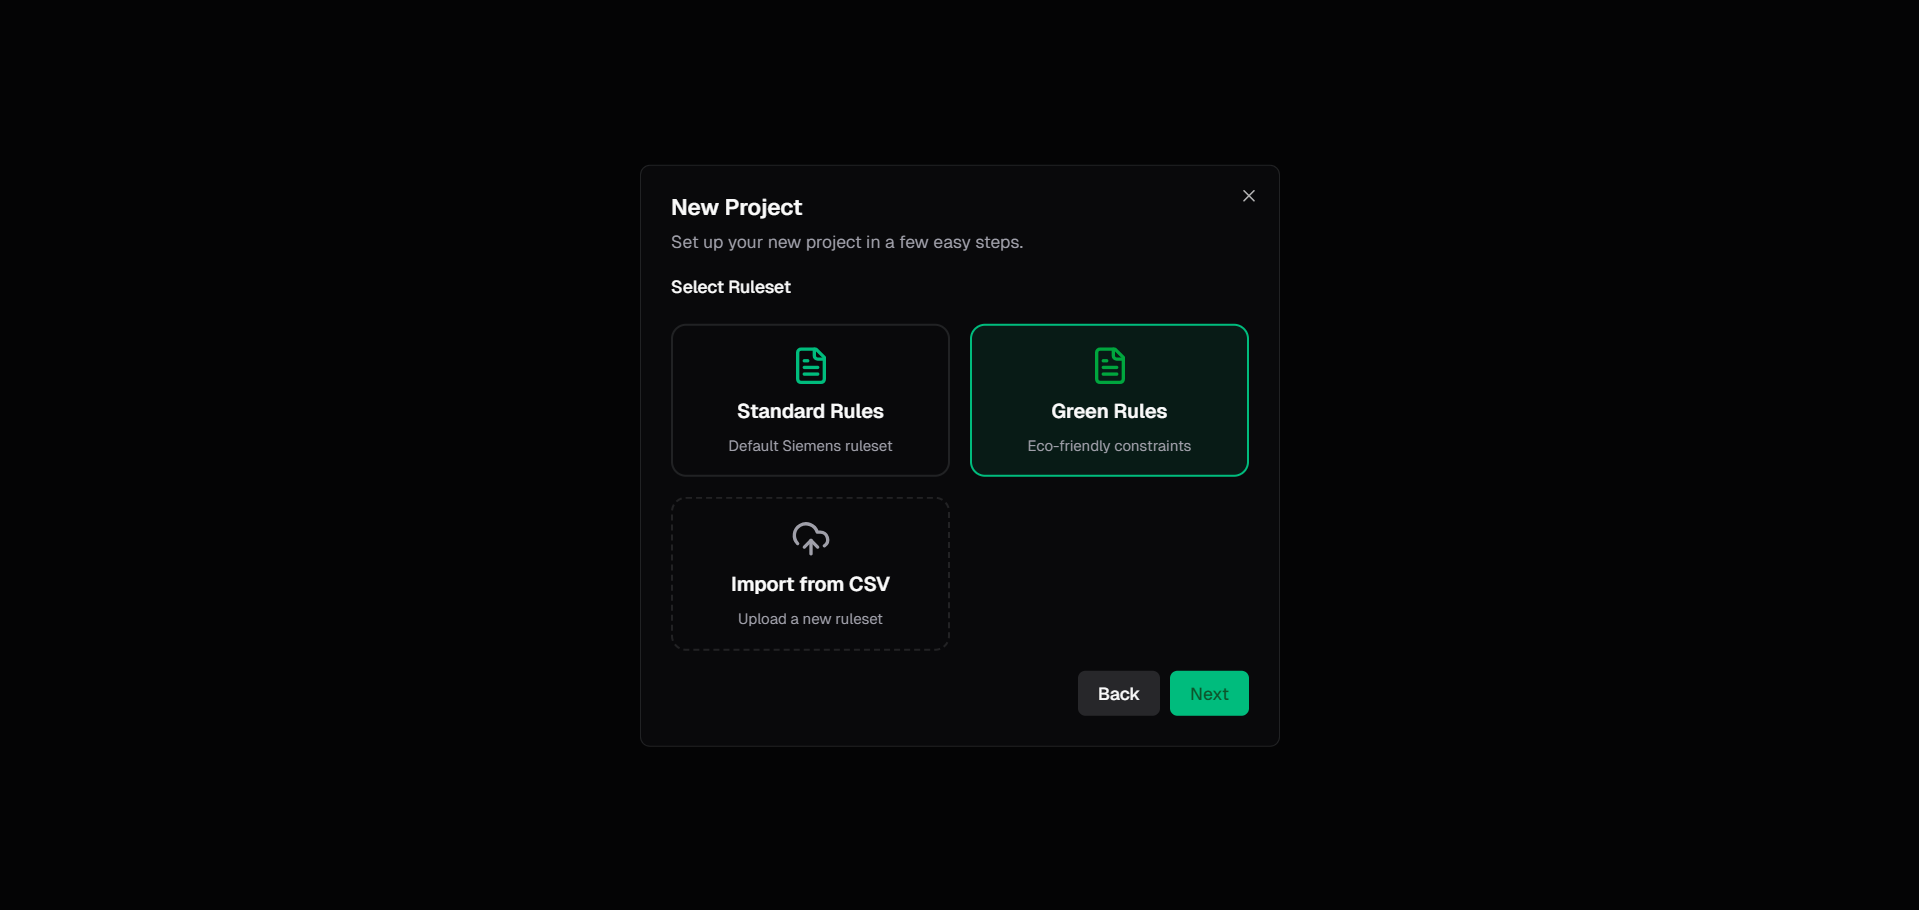 New Project
Set up your new project in a few easy steps.
Select Ruleset
Standard Rules
Default Siemens ruleset
Green Rules
Eco-friendly constraints
Import from CSV
Upload a new ruleset
Back
Next